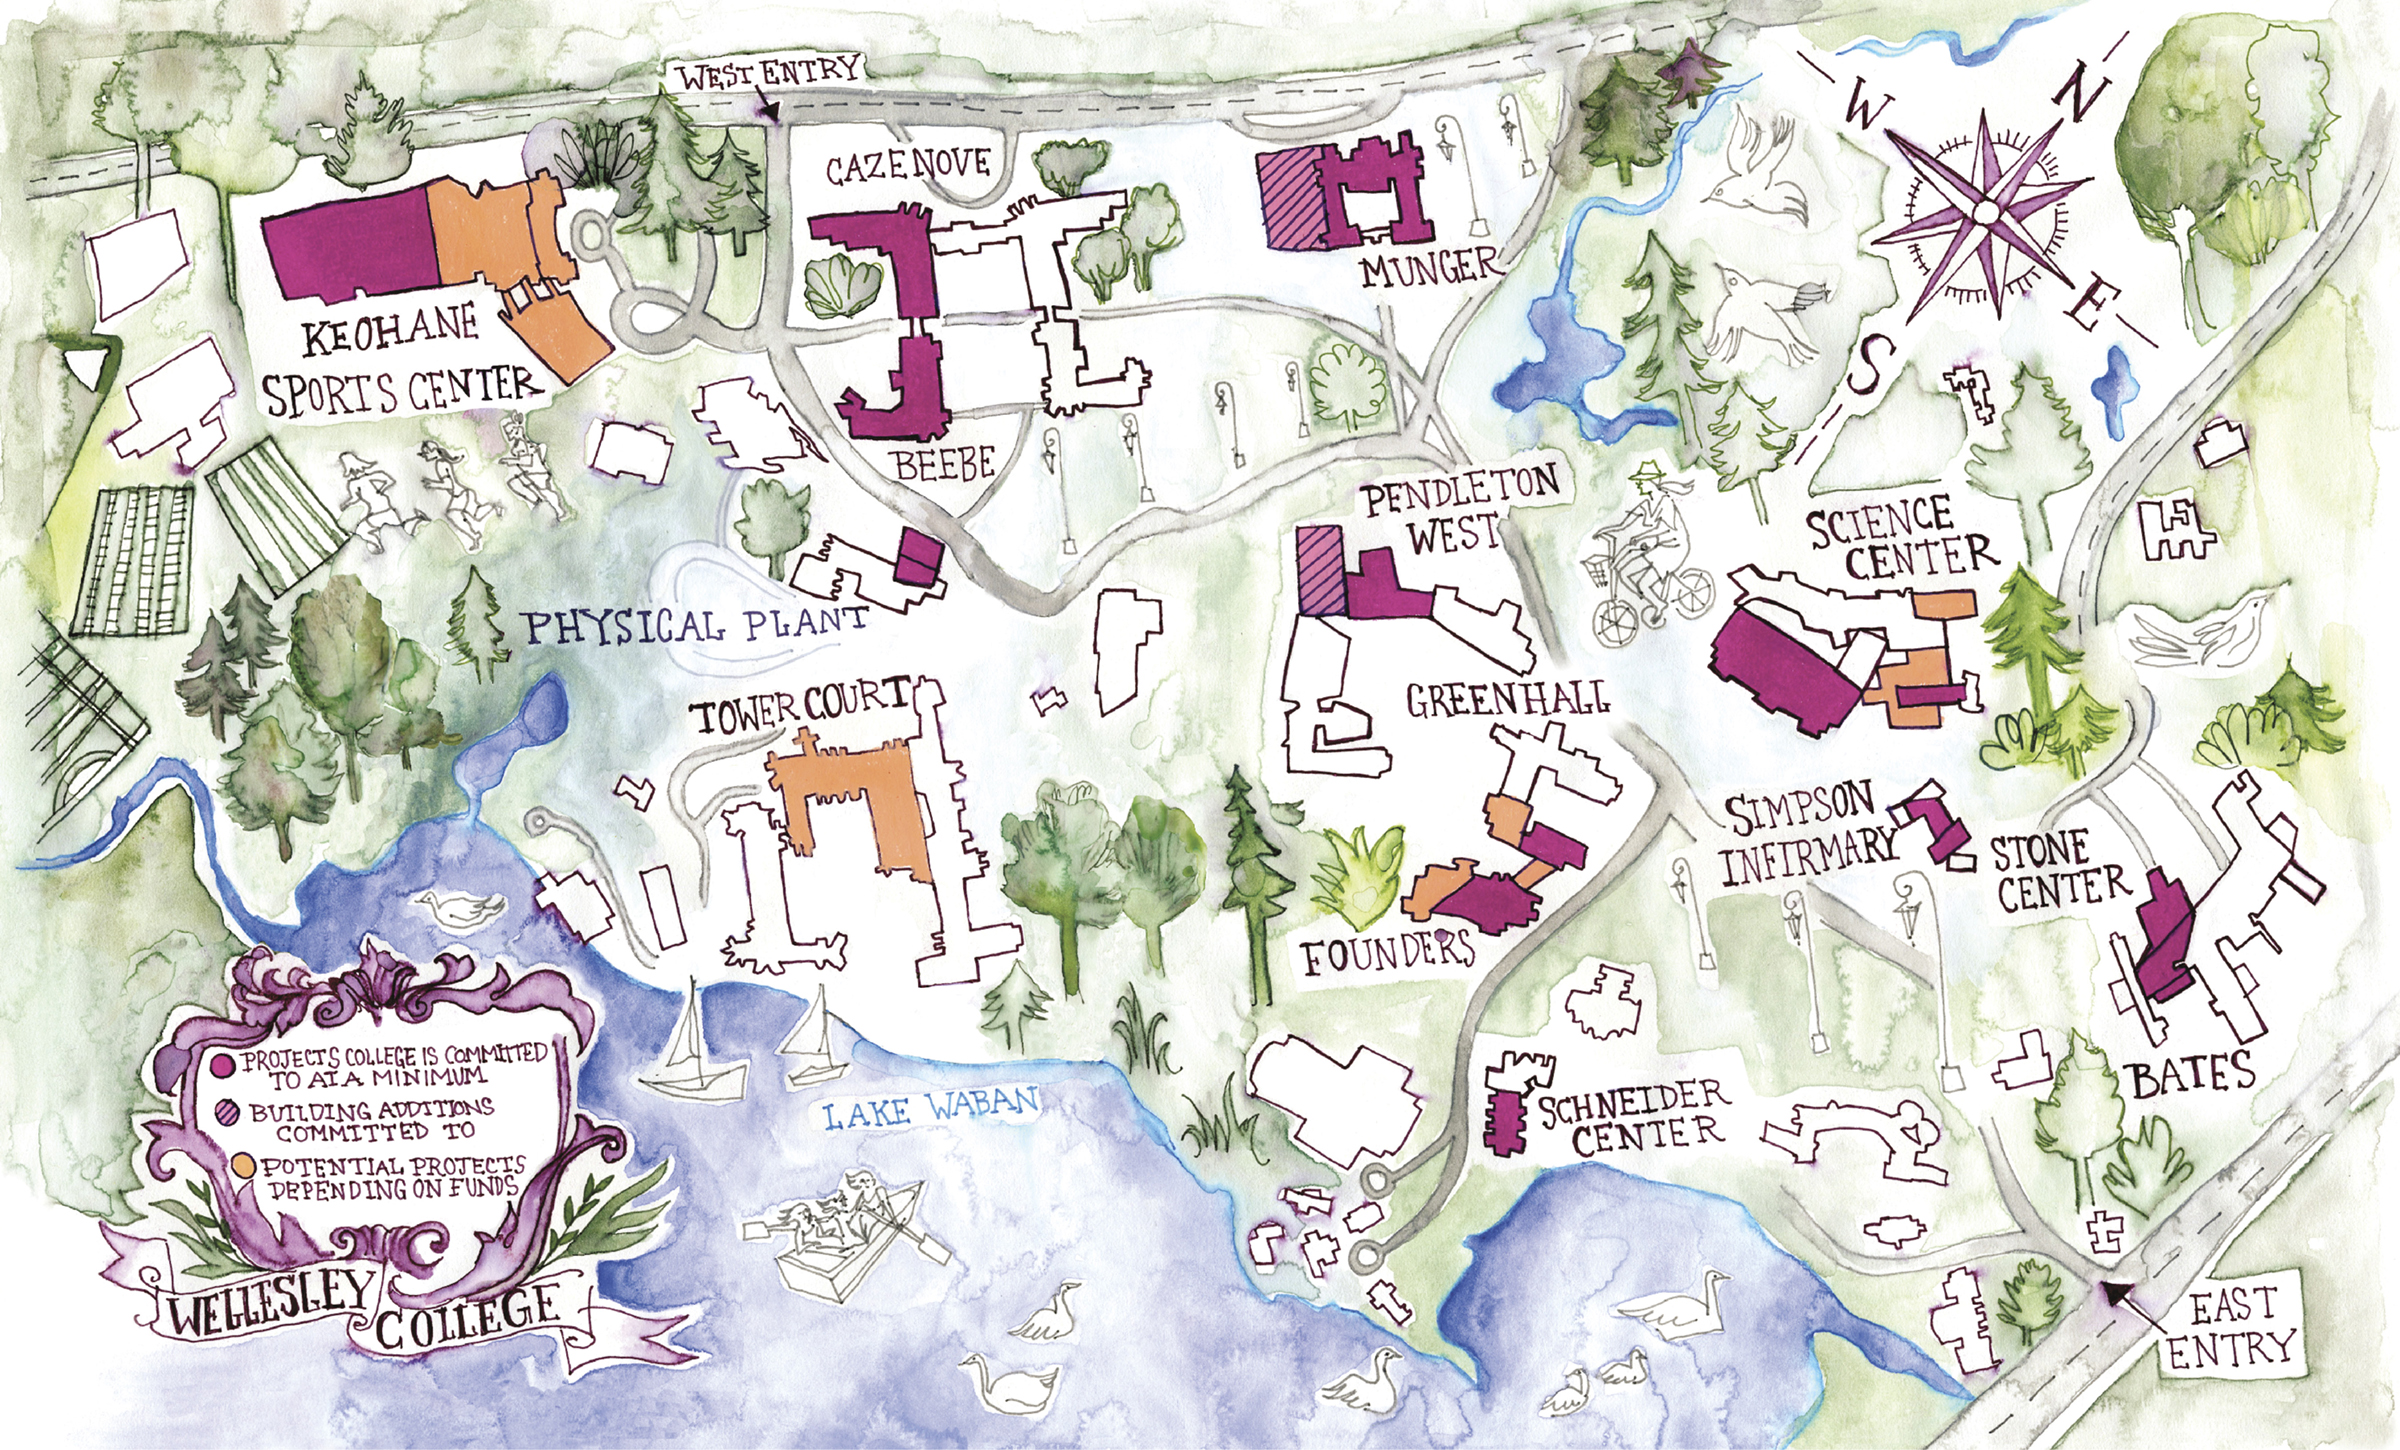 WEST ENTRY
W
N
E
S
CAZENOVE
MUNGER
KEOHANE
SPORTS CENTER
BEEBE
PENDLETON
WEST
SCIENCE
CENTER
PHYSICAL PLANT
TOWER COURT
GREEN HALL
SIMPSON
INFIRMARY
STONE
CENTER
FOUNDERS
BATES
SCHNEIDER
CENTER
LAKE WABAN
PROJECTS COLLEGE IS COMMITTED
TO AT A MINIMUM
BUILDING ADDITIONS
COMMITTED TO
POTENTIAL PROJECTS
DEPENDING ON FUNDS
WELLESLEY
COLLEGE
EAST
ENTRY